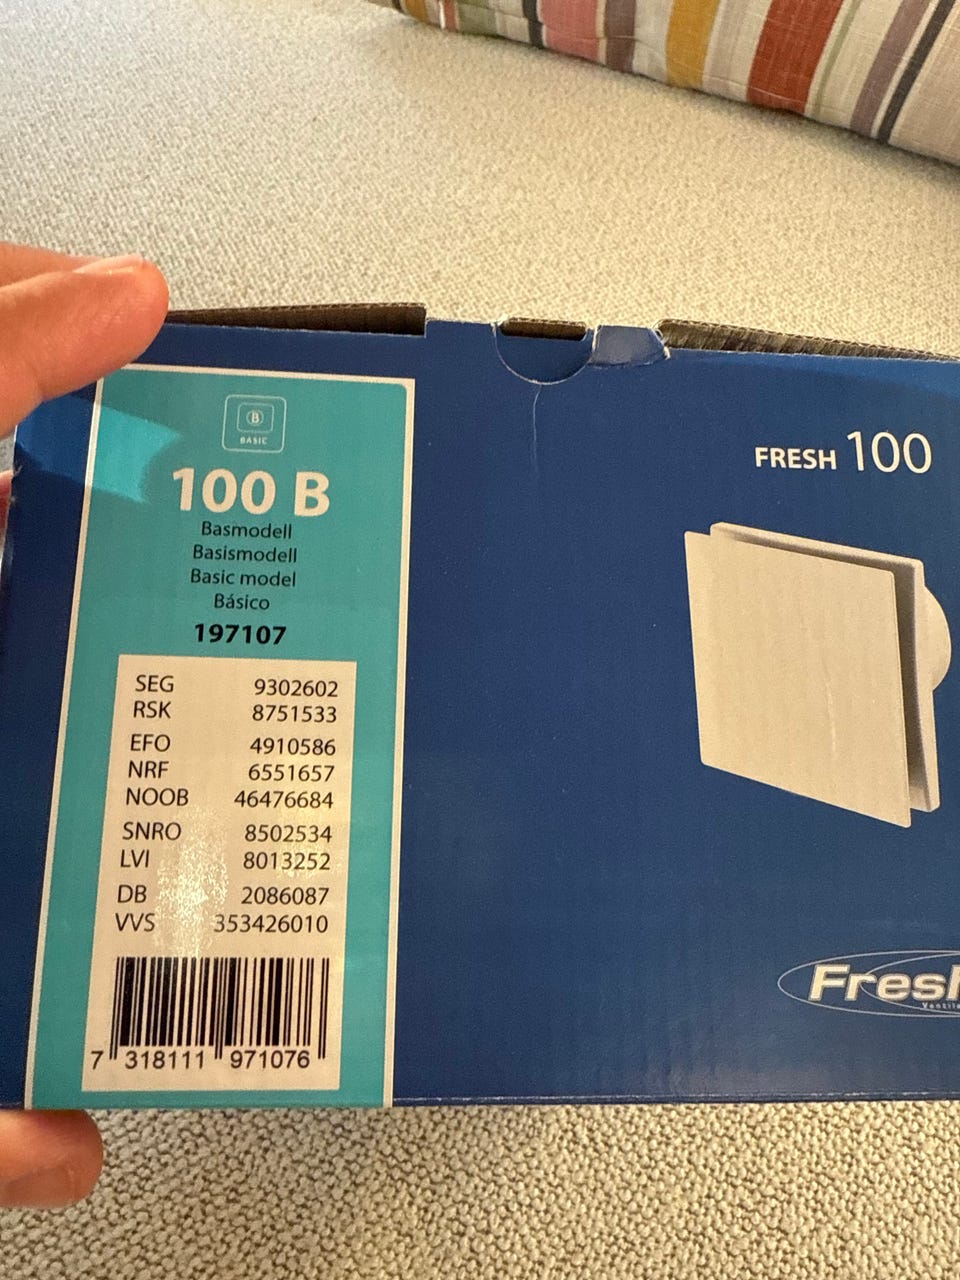 B
BASIC
100 B
Basmodell
Basismodell
Basic model
Básico
197107
SEG 9302602
RSK 8751533
EFO 4910586
NRF 6551657
NOOB 46476684
SNRO 8502534
LVI 8013252
DB 2086087
VVS 353426010
7 318111 971076
FRESH 100
Fresh